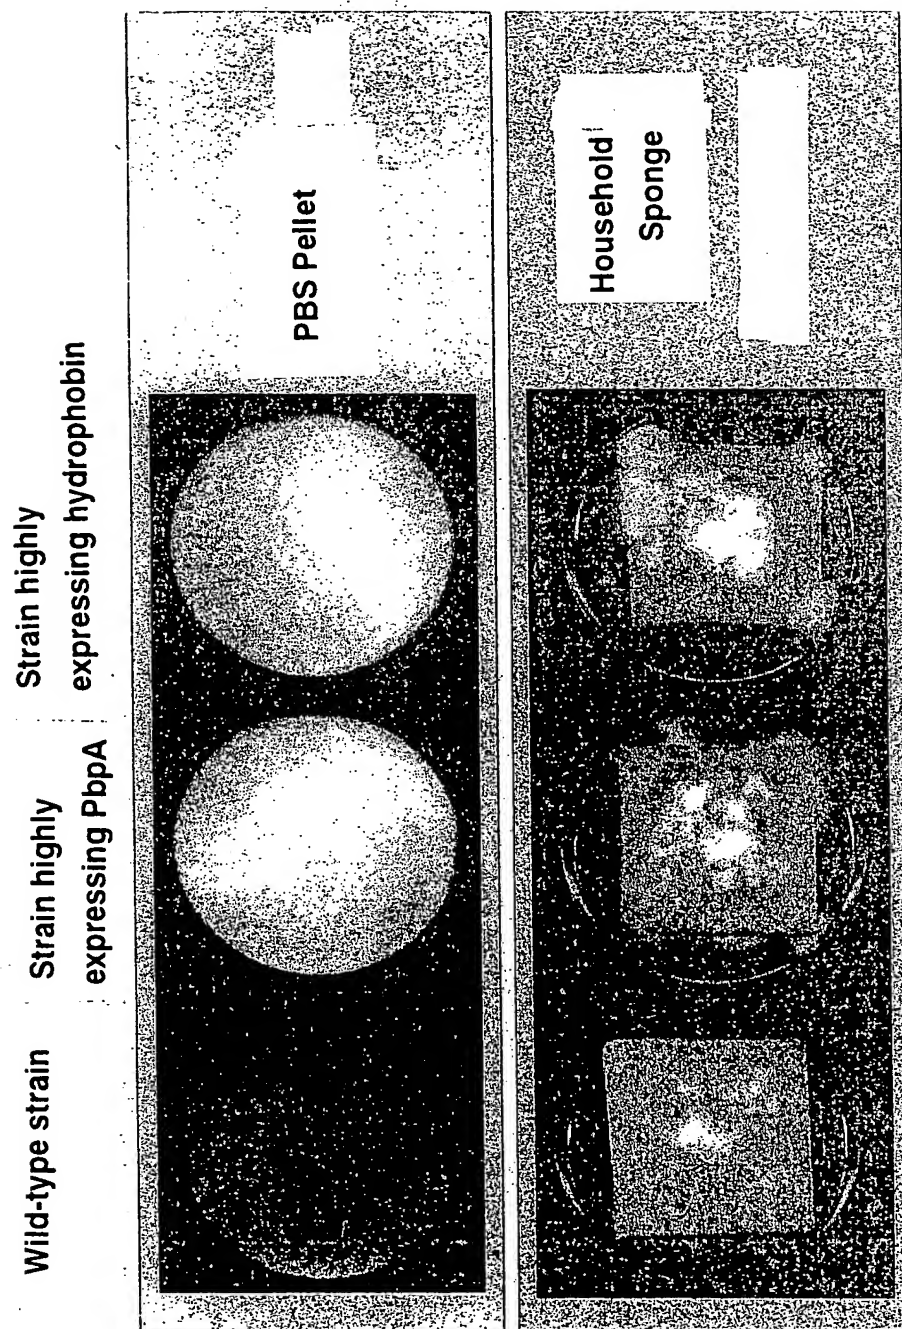 Wild-type strain
Strain highly
expressing PbpA
Strain highly
expressing hydrophobin
PBS Pellet
Household
Sponge